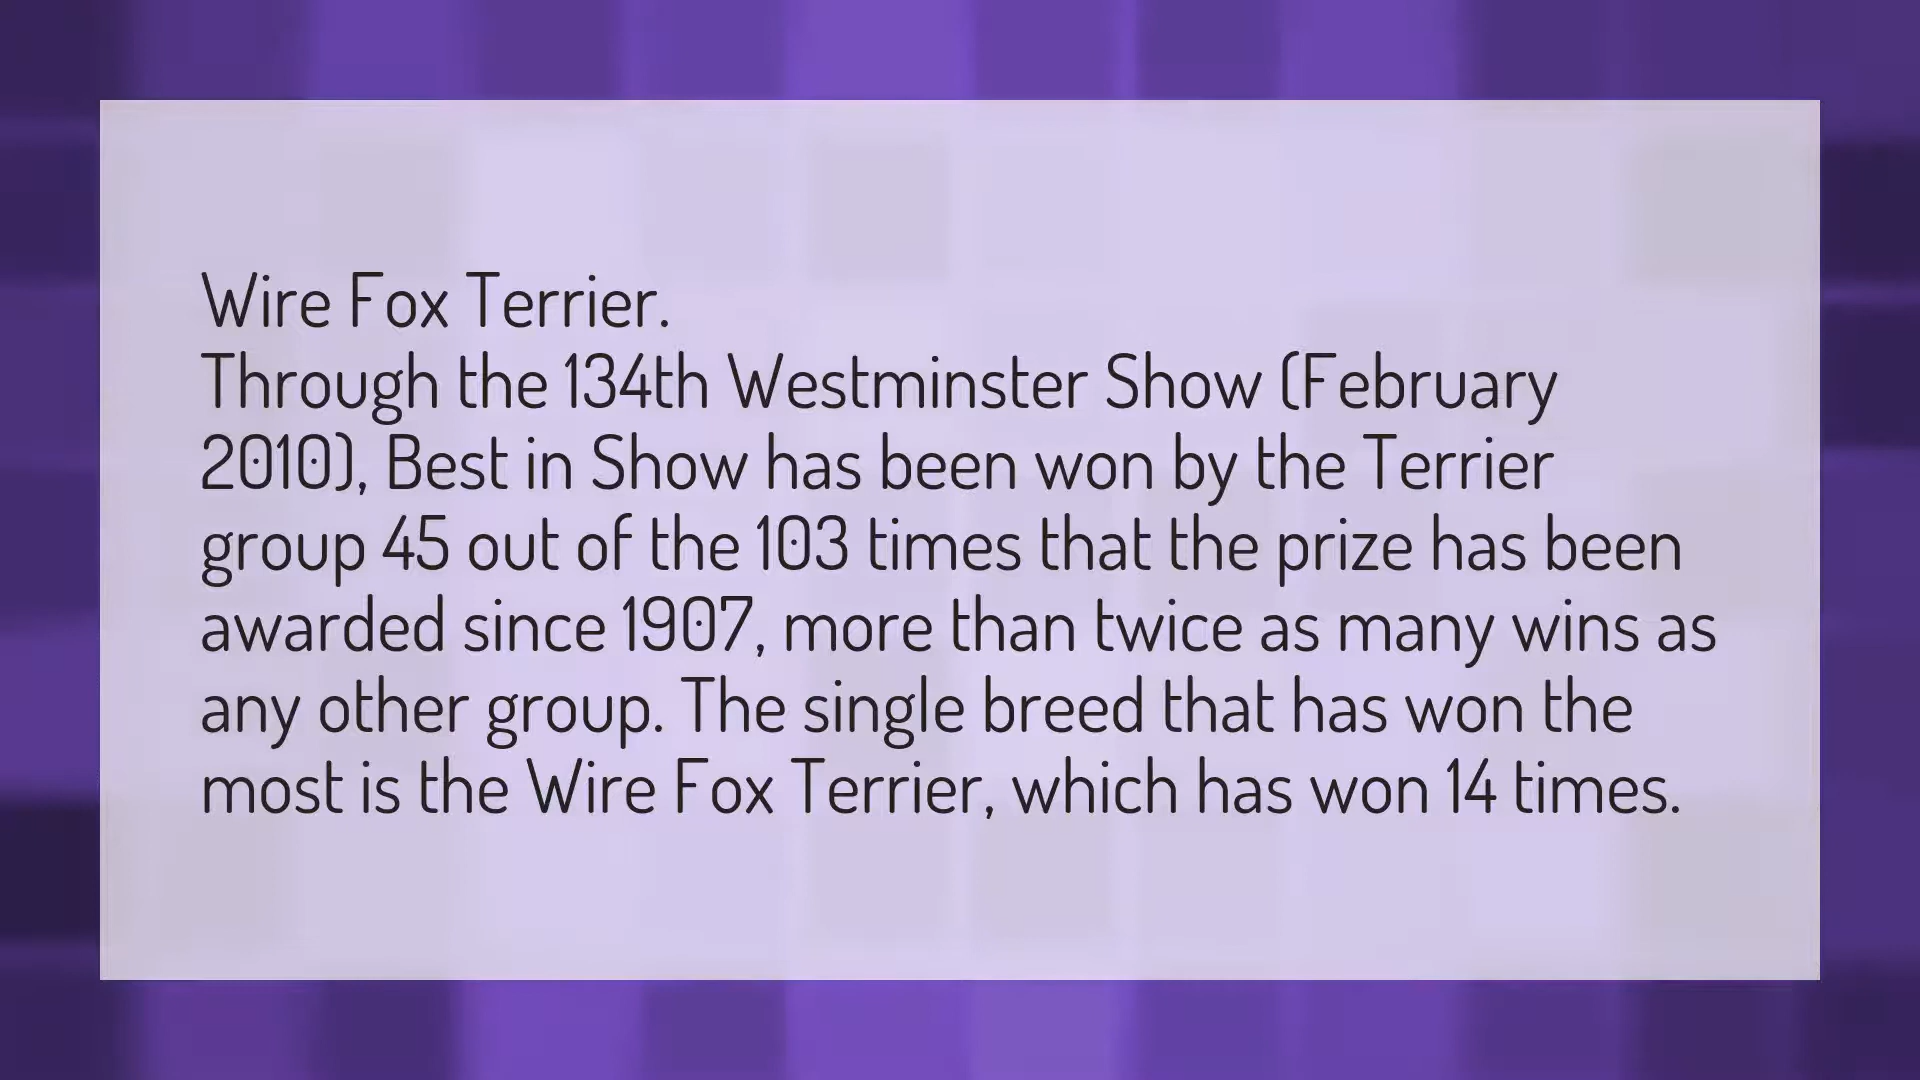 Wire Fox Terrier.
Through the 134th Westminster Show (February
2010), Best in Show has been won by the Terrier
group 45 out of the 103 times that the prize has been
awarded since 1907, more than twice as many wins as
any other group. The single breed that has won the
most is the Wire Fox Terrier, which has won 14 times.